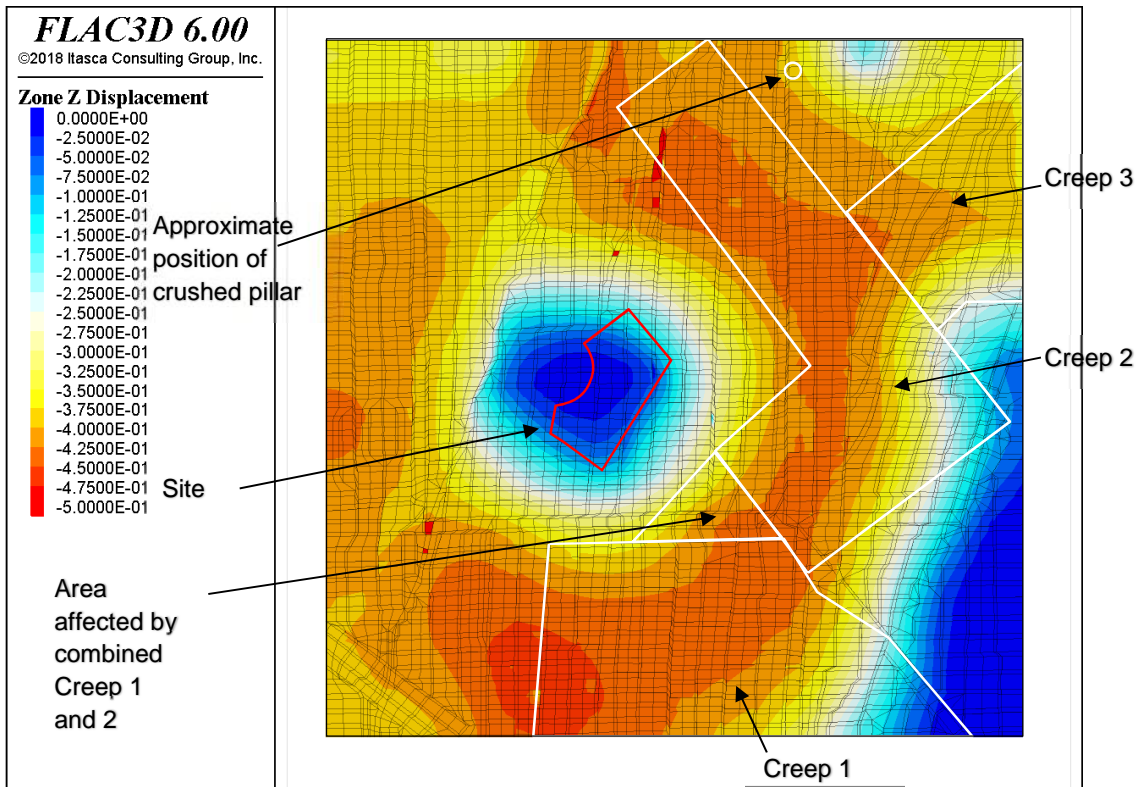 FLAC3D 6.00
©2018 Itasca Consulting Group, Inc.
Zone Z Displacement
0.0000E+00
-2.5000E-02
-5.0000E-02
-7.5000E-02
-1.0000E-01
-1.2500E-01
-1.5000E-01
-1.7500E-01
-2.0000E-01
-2.2500E-01
-2.5000E-01
-2.7500E-01
-3.0000E-01
-3.2500E-01
-3.5000E-01
-3.7500E-01
-4.0000E-01
-4.2500E-01
-4.5000E-01
-4.7500E-01
-5.0000E-01
Approximate
position of
crushed pillar
Site
Area
affected by
combined
Creep 1
and 2
Creep 3
Creep 2
Creep 1